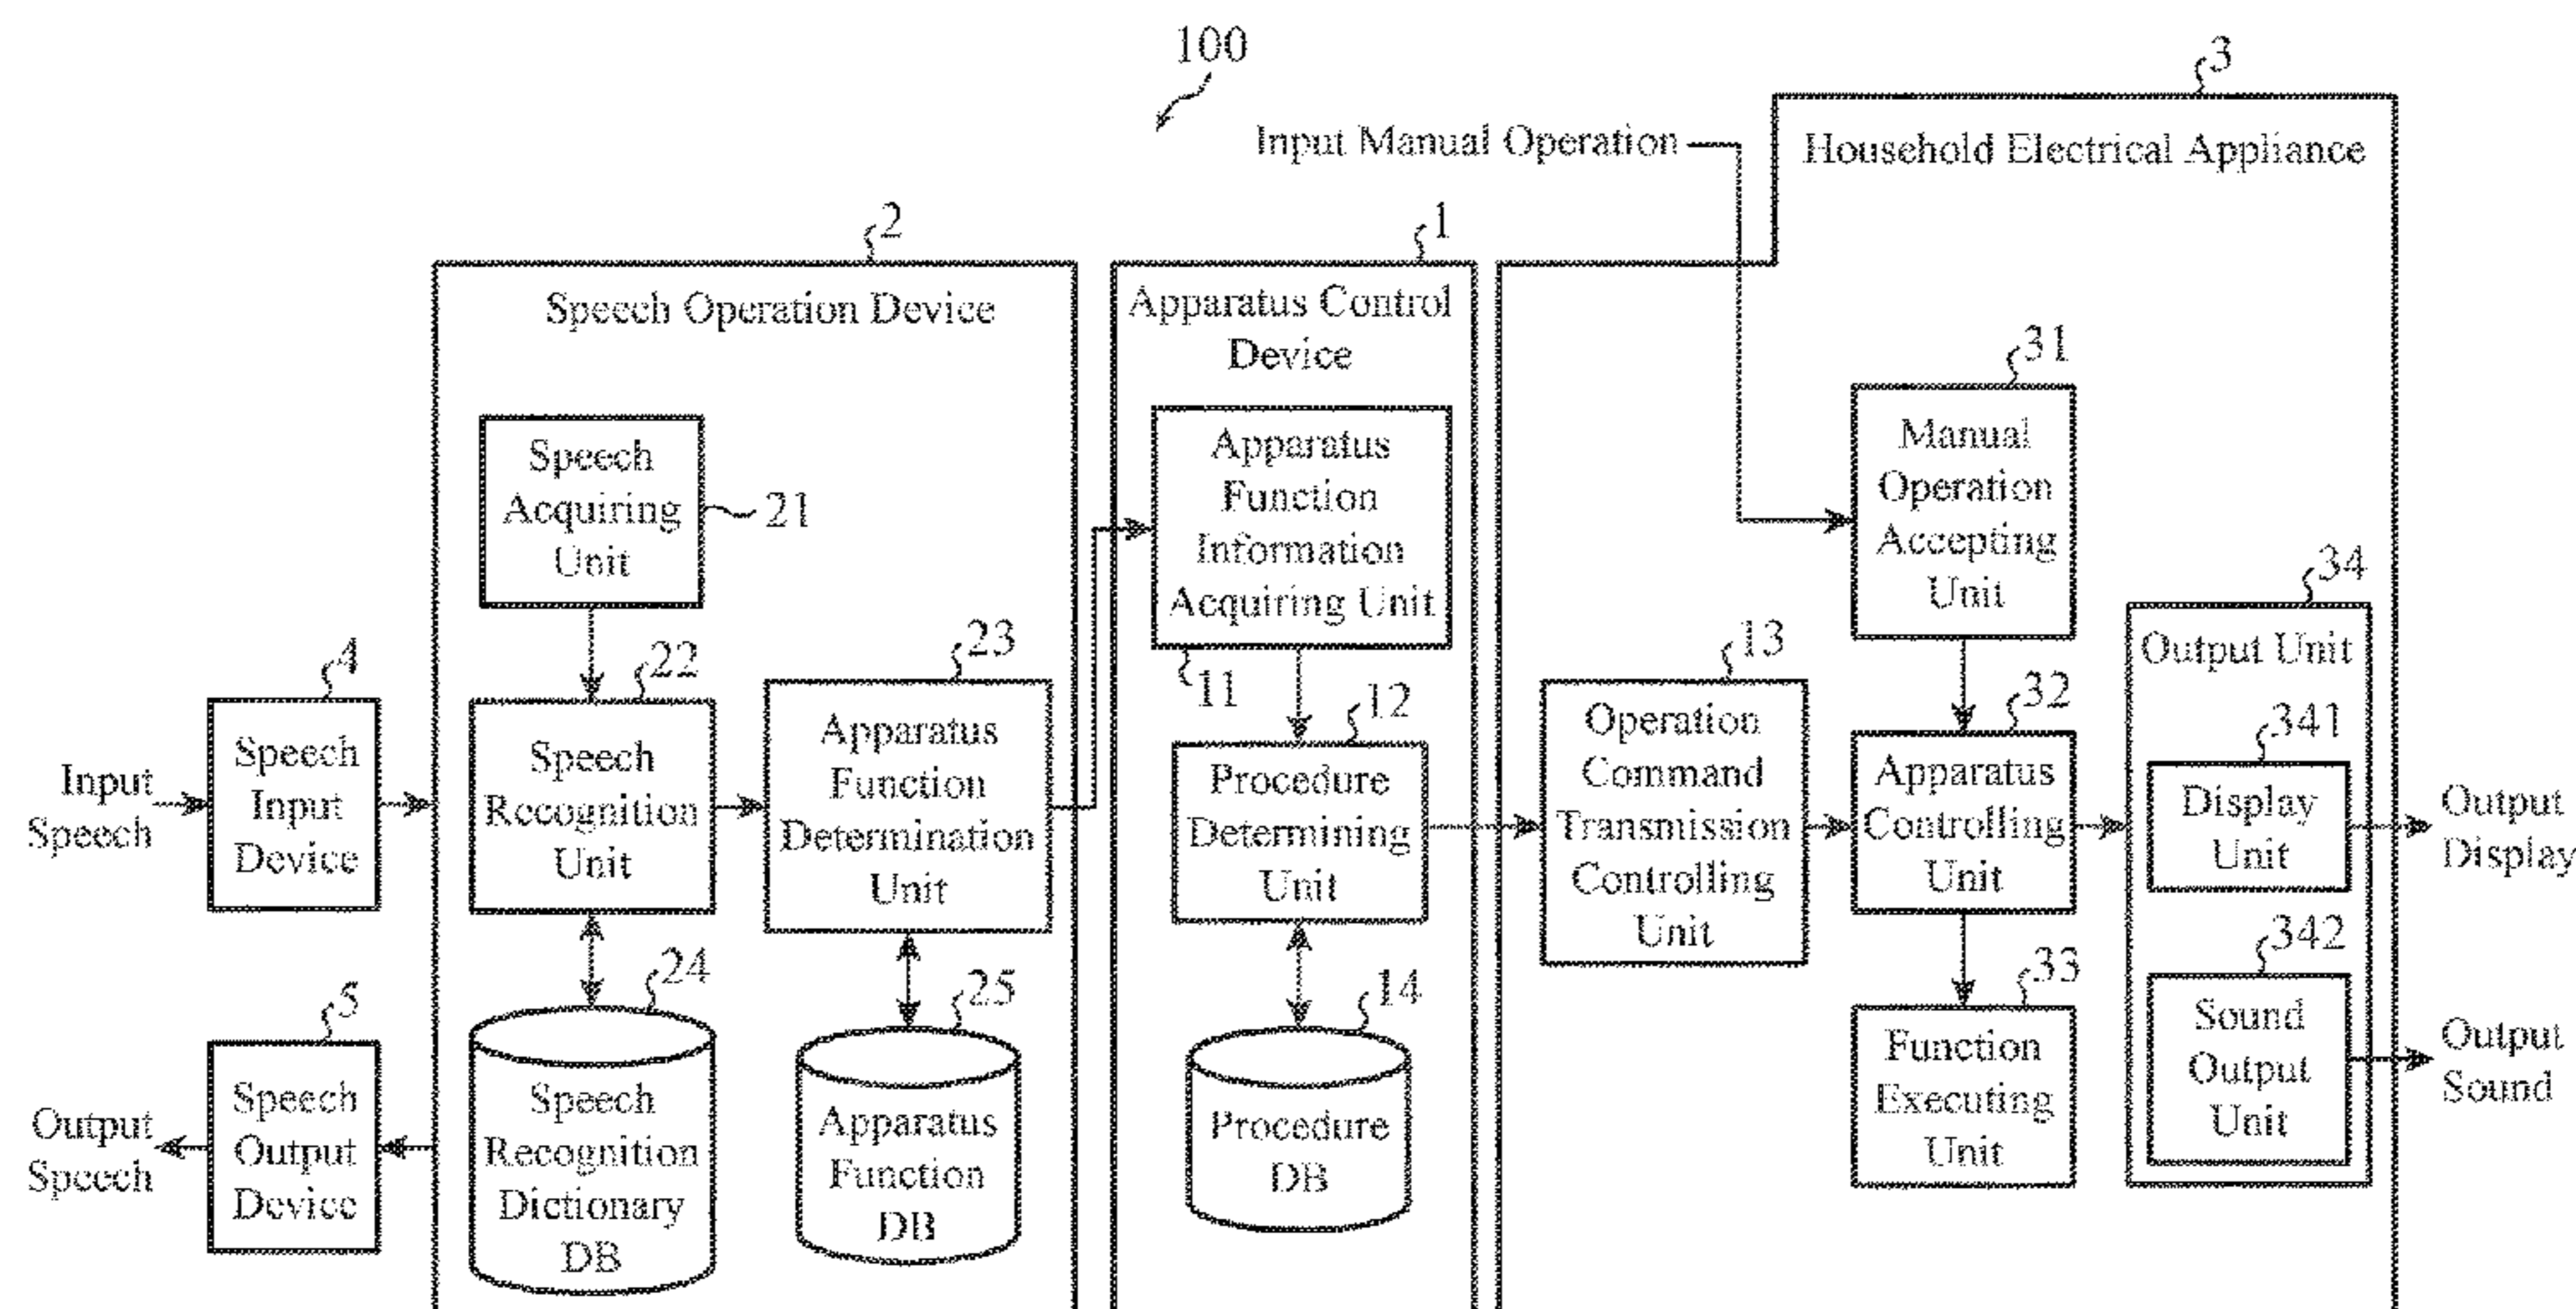 100
3
Input Manual Operation
Household Electrical Appliance
2
1
Speech Operation Device
Apparatus Control
Device
31
Speech
Acquiring
Unit
21
Apparatus
Function
Information
Acquiring Unit
11
Manual
Operation
Accepting
Unit
34
Output Unit
4
22
23
12
13
32
341
Input
Speech
Speech
Input
Device
Speech
Recognition
Unit
Apparatus
Function
Determination
Unit
Procedure
Determining
Unit
Operation
Command
Transmission
Controlling
Unit
Apparatus
Controlling
Unit
Display
Unit
Output
Display
5
24
25
14
33
342
Output
Speech
Speech
Output
Device
Speech
Recognition
Dictionary
DB
Apparatus
Function
DB
Procedure
DB
Function
Executing
Unit
Sound
Output
Unit
Output
Sound